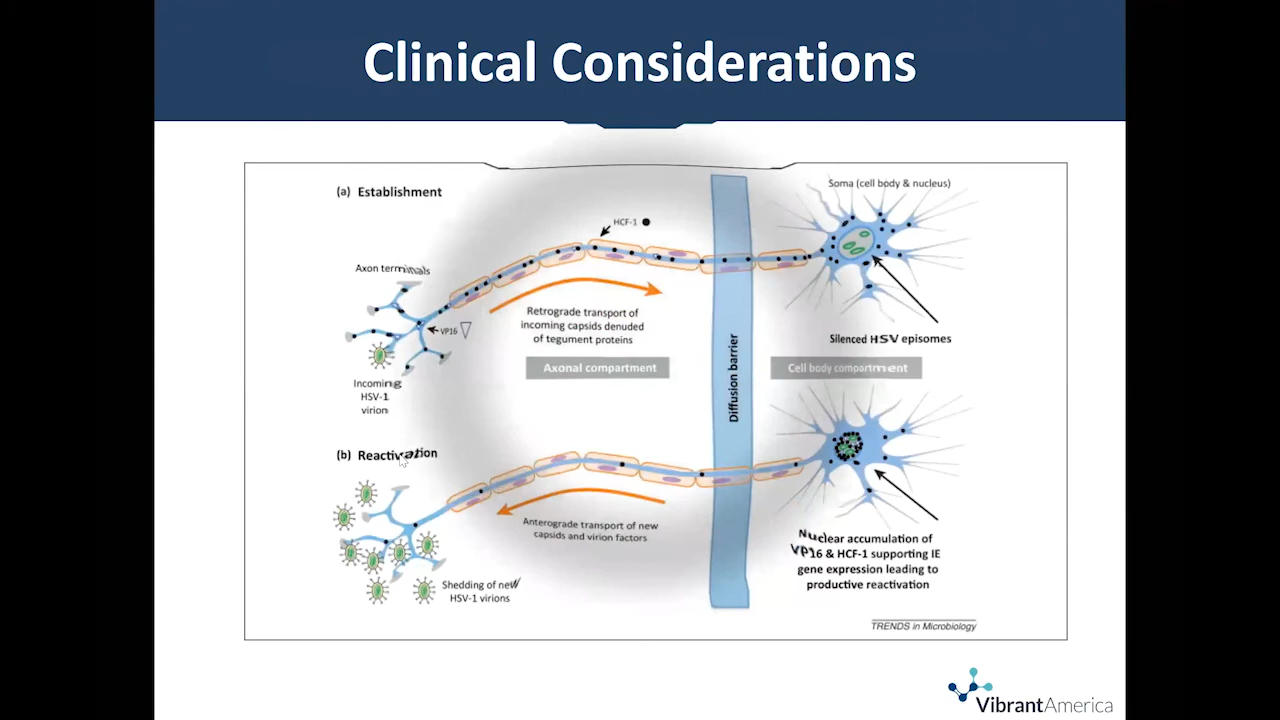 Clinical Considerations
(a) Establishment
Soma (cell body & nucleus)
HCF-1
Axon terminals
VP16
Retrograde transport of
incoming capsids denuded
of tegument proteins
Silenced HSV episomes
Axonal compartment
Diffusion barrier
Cell body compartment
Incoming
HSV-1
virion
(b) Reactivation
Anterograde transport of new
capsids and virion factors
Nuclear accumulation of
VP16 & HCF-1 supporting IE
gene expression leading to
productive reactivation
Shedding of new
HSV-1 virions
TRENDS in Microbiology
VibrantAmerica